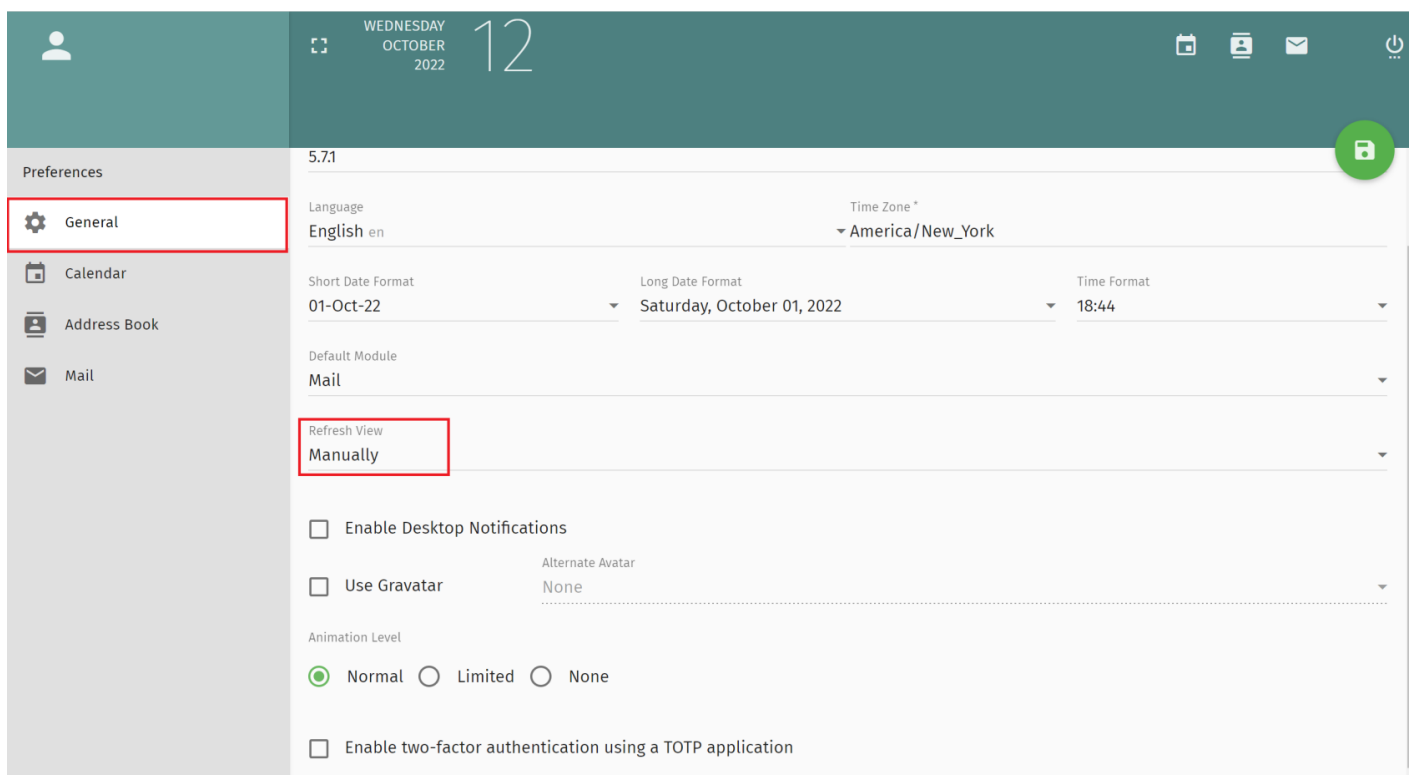 WEDNESDAY
OCTOBER
2022
12
Preferences
General
Calendar
Address Book
Mail
5.7.1
Language
Time Zone *
English en
America/New_York
Short Date Format
Long Date Format
Time Format
01-Oct-22
Saturday, October 01, 2022
18:44
Default Module
Mail
Refresh View
Manually
Enable Desktop Notifications
Alternate Avatar
Use Gravatar
None
Animation Level
Normal
Limited
None
Enable two-factor authentication using a TOTP application